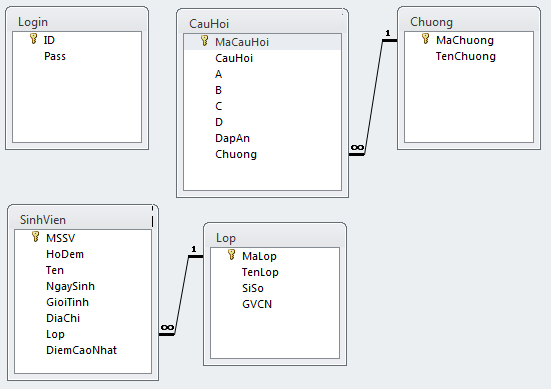 Login
ID
Pass
CauHoi
MaCauHoi
CauHoi
A
B
C
D
DapAn
Chuong
Chuong
MaChuong
TenChuong
1
∞
SinhVien
MSSV
HoDem
Ten
NgaySinh
GioiTinh
DiaChi
Lop
DiemCaoNhat
Lop
MaLop
TenLop
SiSo
GVCN
1
∞